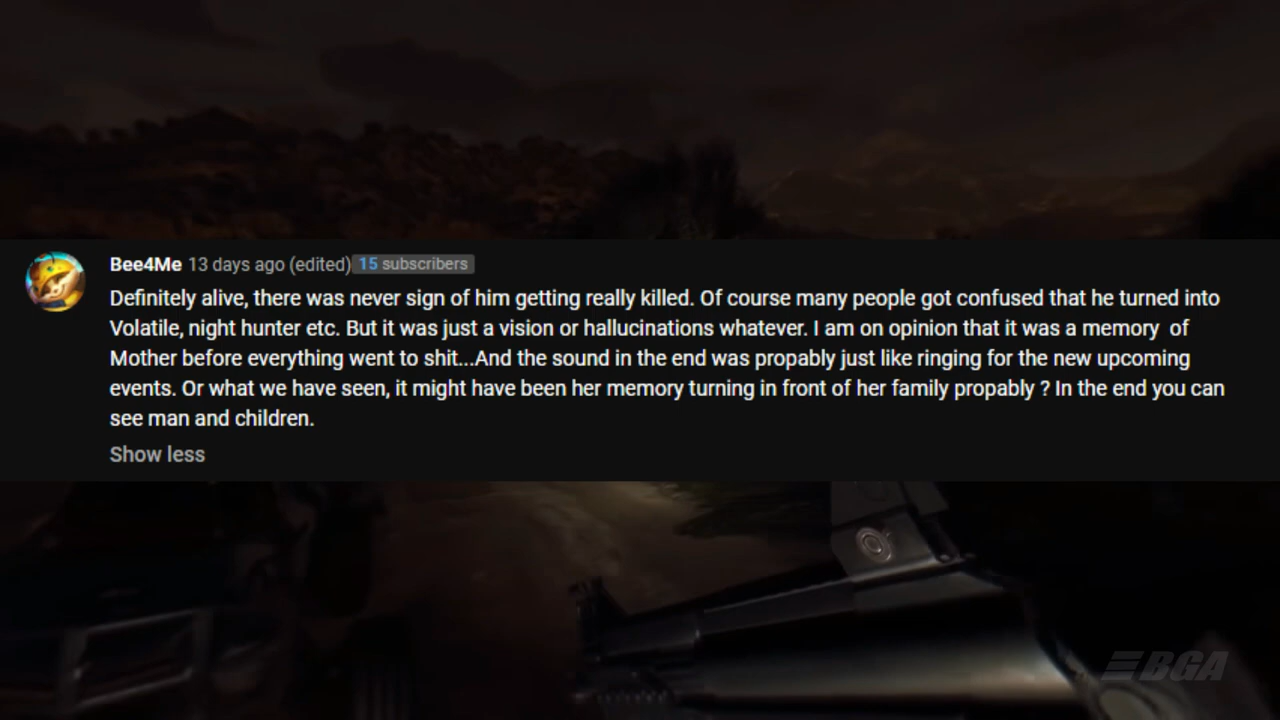 Bee4Me 13 days ago (edited) 15 subscribers
Definitely alive, there was never sign of him getting really killed. Of course many people got confused that he turned into
Volatile, night hunter etc. But it was just a vision or hallucinations whatever. I am on opinion that it was a memory  of
Mother before everything went to shit...And the sound in the end was propably just like ringing for the new upcoming
events. Or what we have seen, it might have been her memory turning in front of her family propably ? In the end you can
see man and children.
Show less
BGA